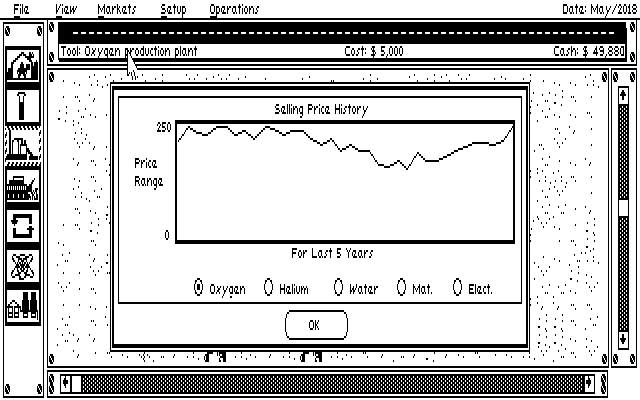 File View Markets Setup Operations Date: May/2018
Tool: Oxygen production plant Cost: $ 5,000 Cash: $ 49,880
Selling Price History
250
Price
Range
0
For Last 5 Years
Oxygen Helium Water Mat. Elect.
OK